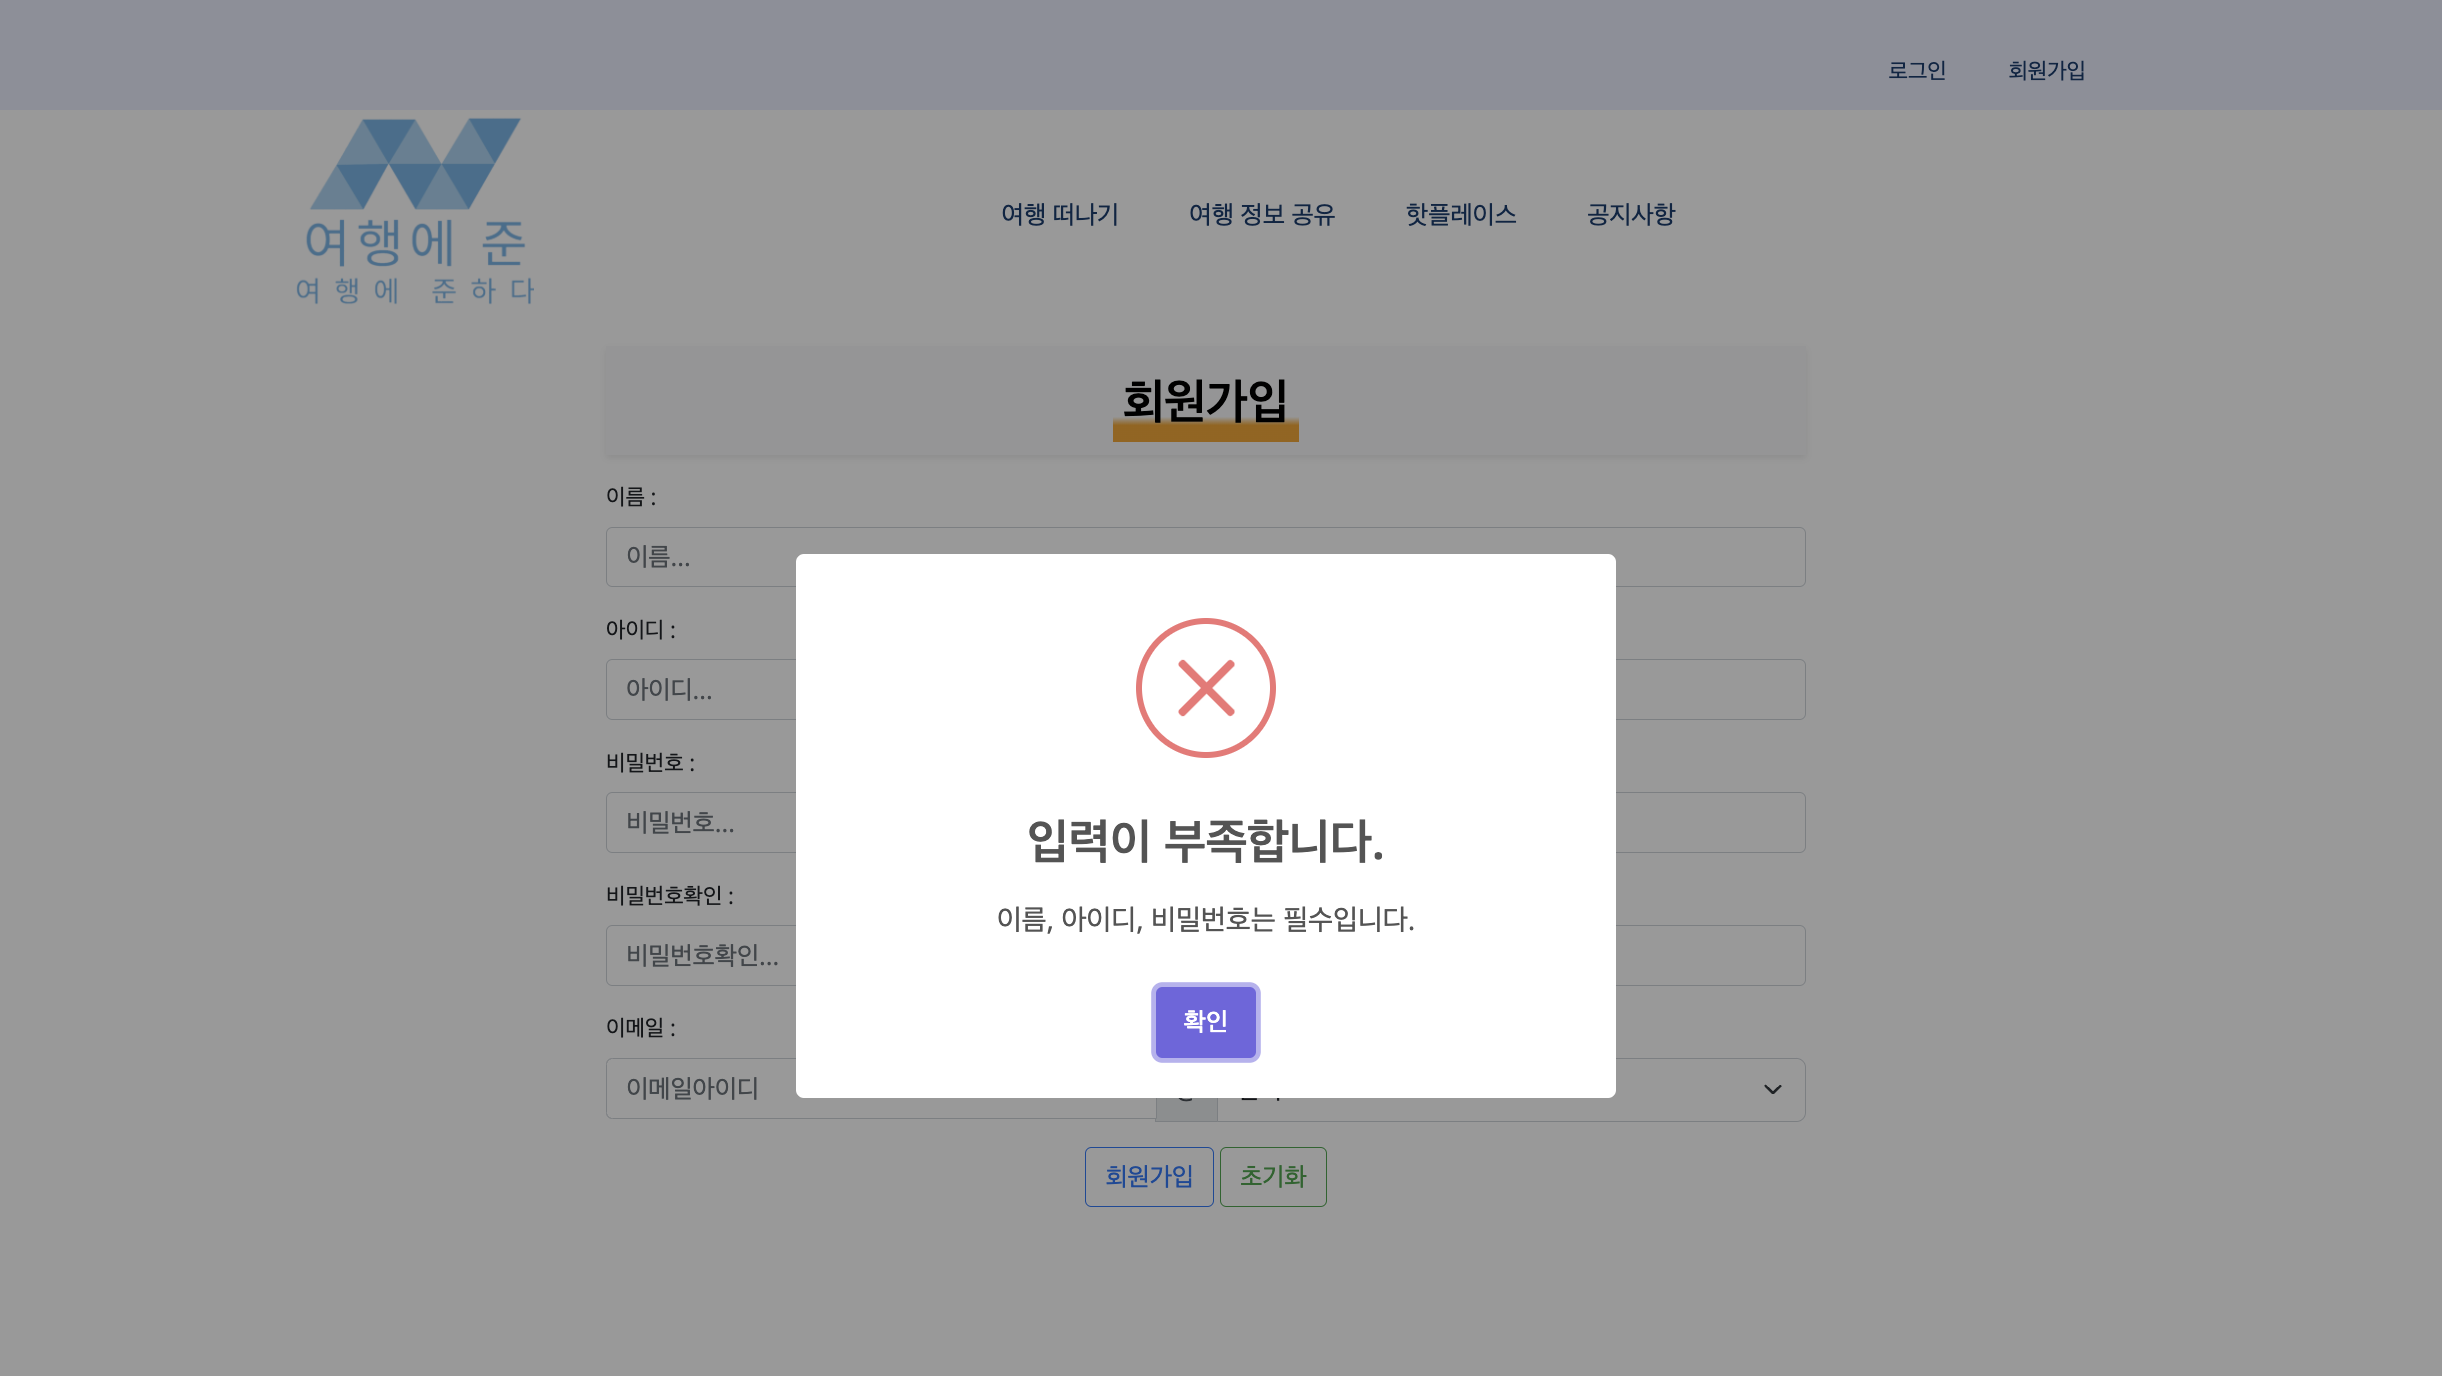 로그인 회원가입
여행에 준
여행에 준하다
여행 떠나기 여행 정보 공유 핫플레이스 공지사항
회원가입
이름 :
이름...
아이디 :
아이디...
비밀번호 :
비밀번호...
비밀번호확인 :
비밀번호확인...
이메일 :
이메일아이디
입력이 부족합니다.
이름, 아이디, 비밀번호는 필수입니다.
확인
회원가입 초기화